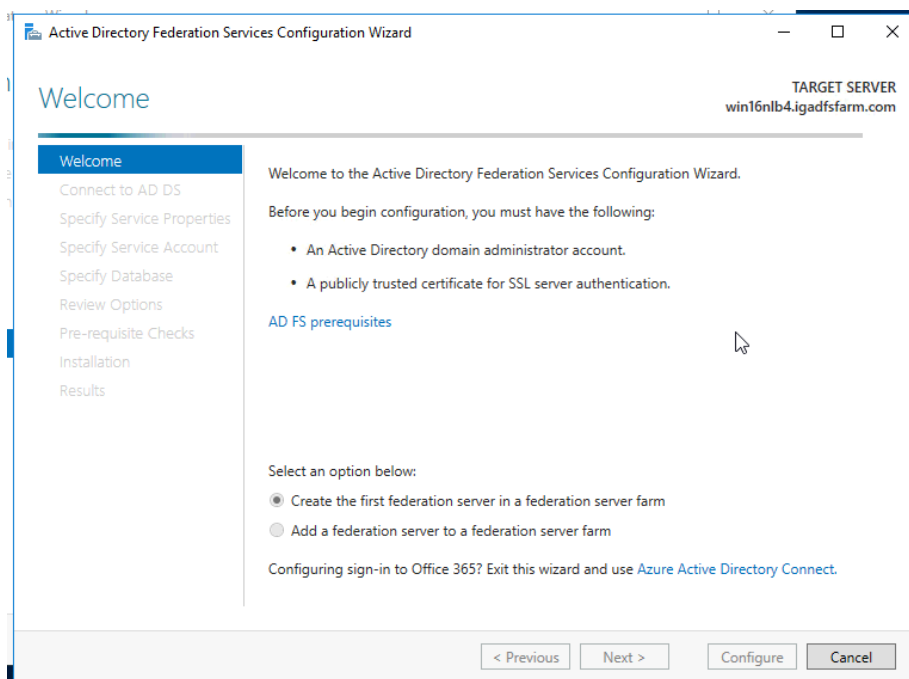 Active Directory Federation Services Configuration Wizard
Welcome
TARGET SERVER
win16nlb4.igadfsfarm.com
Welcome
Connect to AD DS
Specify Service Properties
Specify Service Account
Specify Database
Review Options
Pre-requisite Checks
Installation
Results
Welcome to the Active Directory Federation Services Configuration Wizard.
Before you begin configuration, you must have the following:
• An Active Directory domain administrator account.
• A publicly trusted certificate for SSL server authentication.
AD FS prerequisites
Select an option below:
Create the first federation server in a federation server farm
Add a federation server to a federation server farm
Configuring sign-in to Office 365? Exit this wizard and use Azure Active Directory Connect.
< Previous
Next >
Configure
Cancel